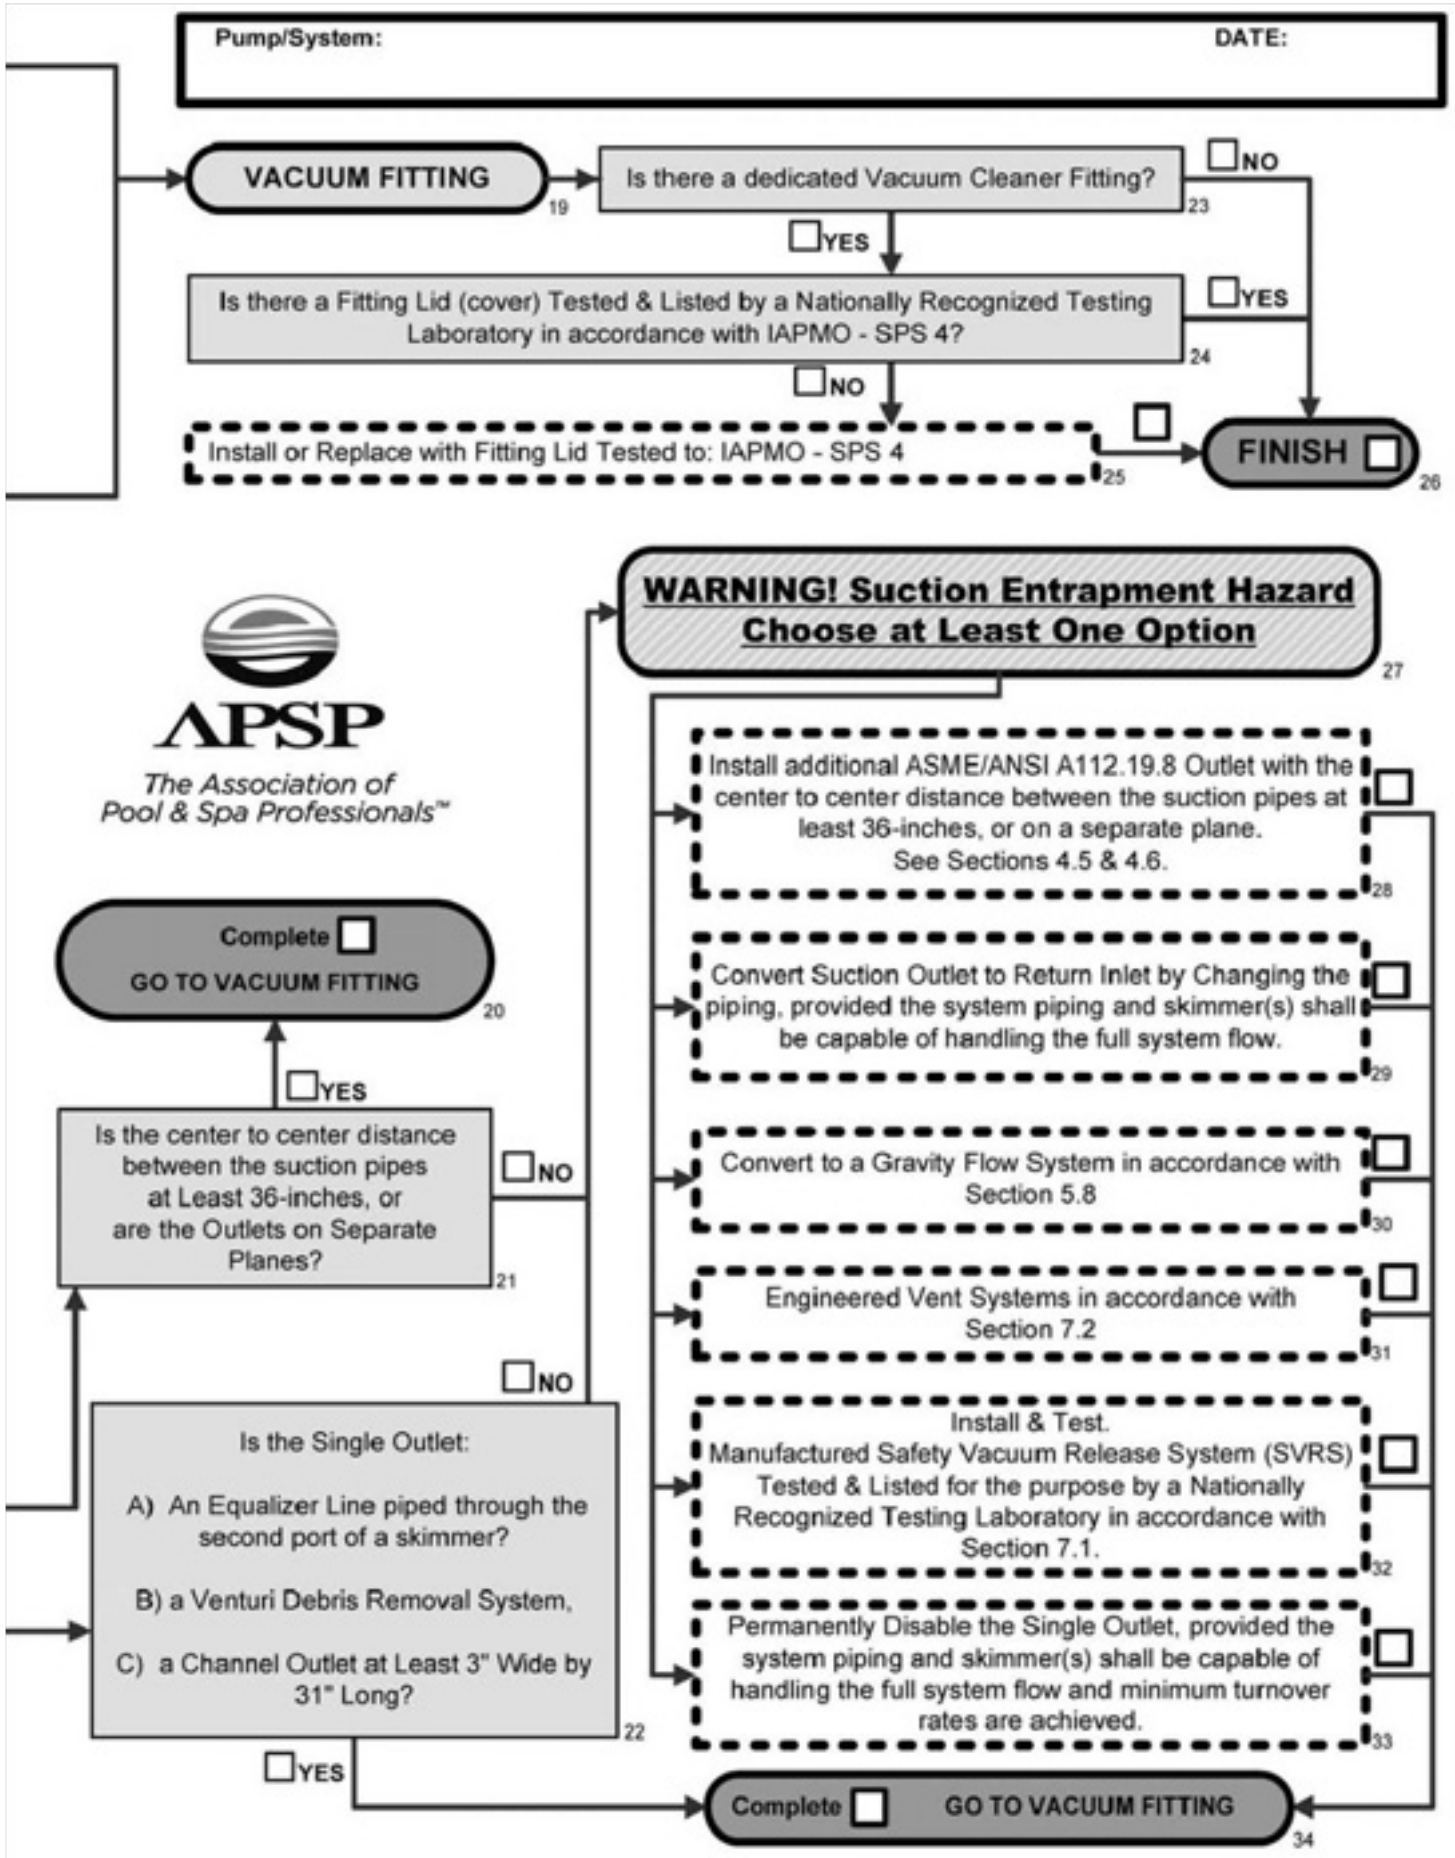 Pump/System: DATE:
VACUUM FITTING
19
Is there a dedicated Vacuum Cleaner Fitting?
23
NO
YES
Is there a Fitting Lid (cover) Tested & Listed by a Nationally Recognized Testing
Laboratory in accordance with IAPMO - SPS 4?
24
YES
NO
Install or Replace with Fitting Lid Tested to: IAPMO - SPS 4
25
FINISH
26
WARNING! Suction Entrapment Hazard
Choose at Least One Option
27
APSP
The Association of
Pool & Spa Professionals™
Install additional ASME/ANSI A112.19.8 Outlet with the
center to center distance between the suction pipes at
least 36-inches, or on a separate plane.
See Sections 4.5 & 4.6.
28
Complete
GO TO VACUUM FITTING
20
Convert Suction Outlet to Return Inlet by Changing the
piping, provided the system piping and skimmer(s) shall
be capable of handling the full system flow.
29
YES
Is the center to center distance
between the suction pipes
at Least 36-inches, or
are the Outlets on Separate
Planes?
21
NO
Convert to a Gravity Flow System in accordance with
Section 5.8
30
Engineered Vent Systems in accordance with
Section 7.2
31
NO
Is the Single Outlet:
A) An Equalizer Line piped through the
second port of a skimmer?
B) a Venturi Debris Removal System,
C) a Channel Outlet at Least 3" Wide by
31" Long?
22
YES
Install & Test.
Manufactured Safety Vacuum Release System (SVRS)
Tested & Listed for the purpose by a Nationally
Recognized Testing Laboratory in accordance with
Section 7.1.
32
Permanently Disable the Single Outlet, provided the
system piping and skimmer(s) shall be capable of
handling the full system flow and minimum turnover
rates are achieved.
33
Complete GO TO VACUUM FITTING
34